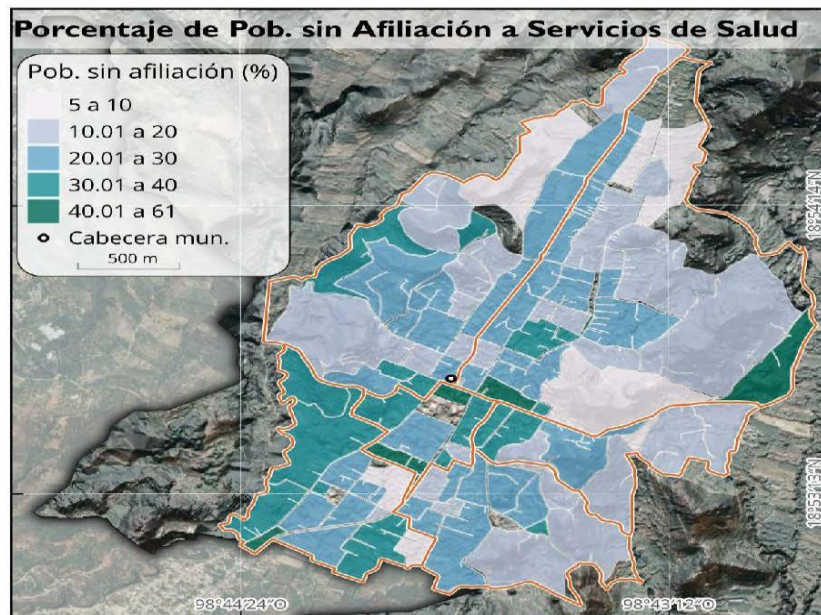 Porcentaje de Pob. sin Afiliación a Servicios de Salud
Pob. sin afiliación (%)
5 a 10
10.01 a 20
20.01 a 30
30.01 a 40
40.01 a 61
Cabecera mun.
500 m
18°54'14"N
18°53'13"N
98°44'24"O
98°43'12"O